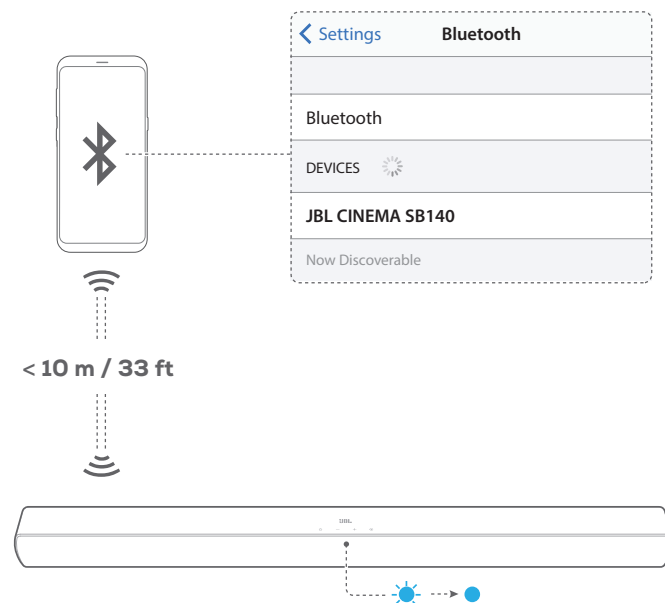 Settings Bluetooth
Bluetooth
DEVICES
JBL CINEMA SB140
Now Discoverable
< 10 m / 33 ft
JBL